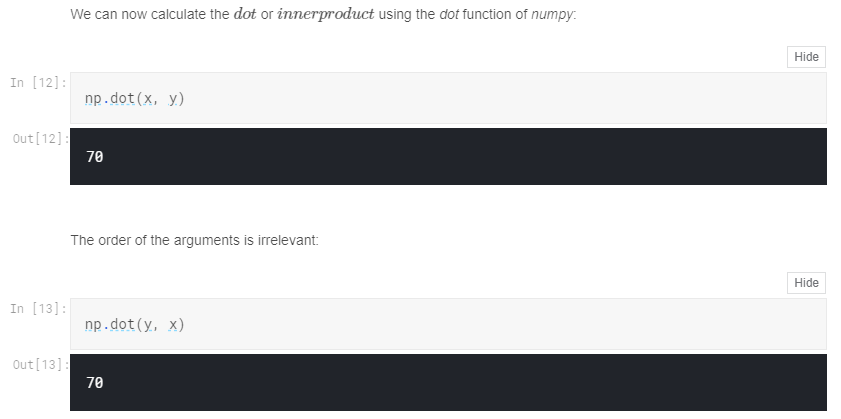 We can now calculate the dot or innerproduct using the dot function of numpy:
Hide
In [12]:
np.dot(x, y)
Out[12]:
70
The order of the arguments is irrelevant:
Hide
In [13]:
np.dot(y, x)
Out[13]:
70